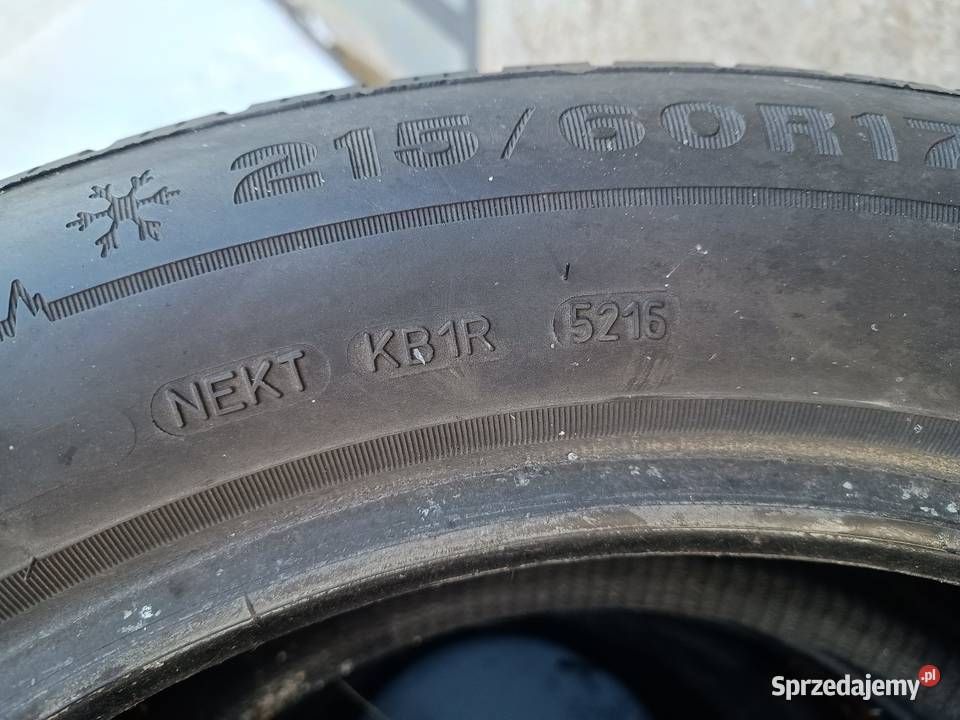 215/60R17
NEKT KB1R 5216
Sprzedajemy.pl